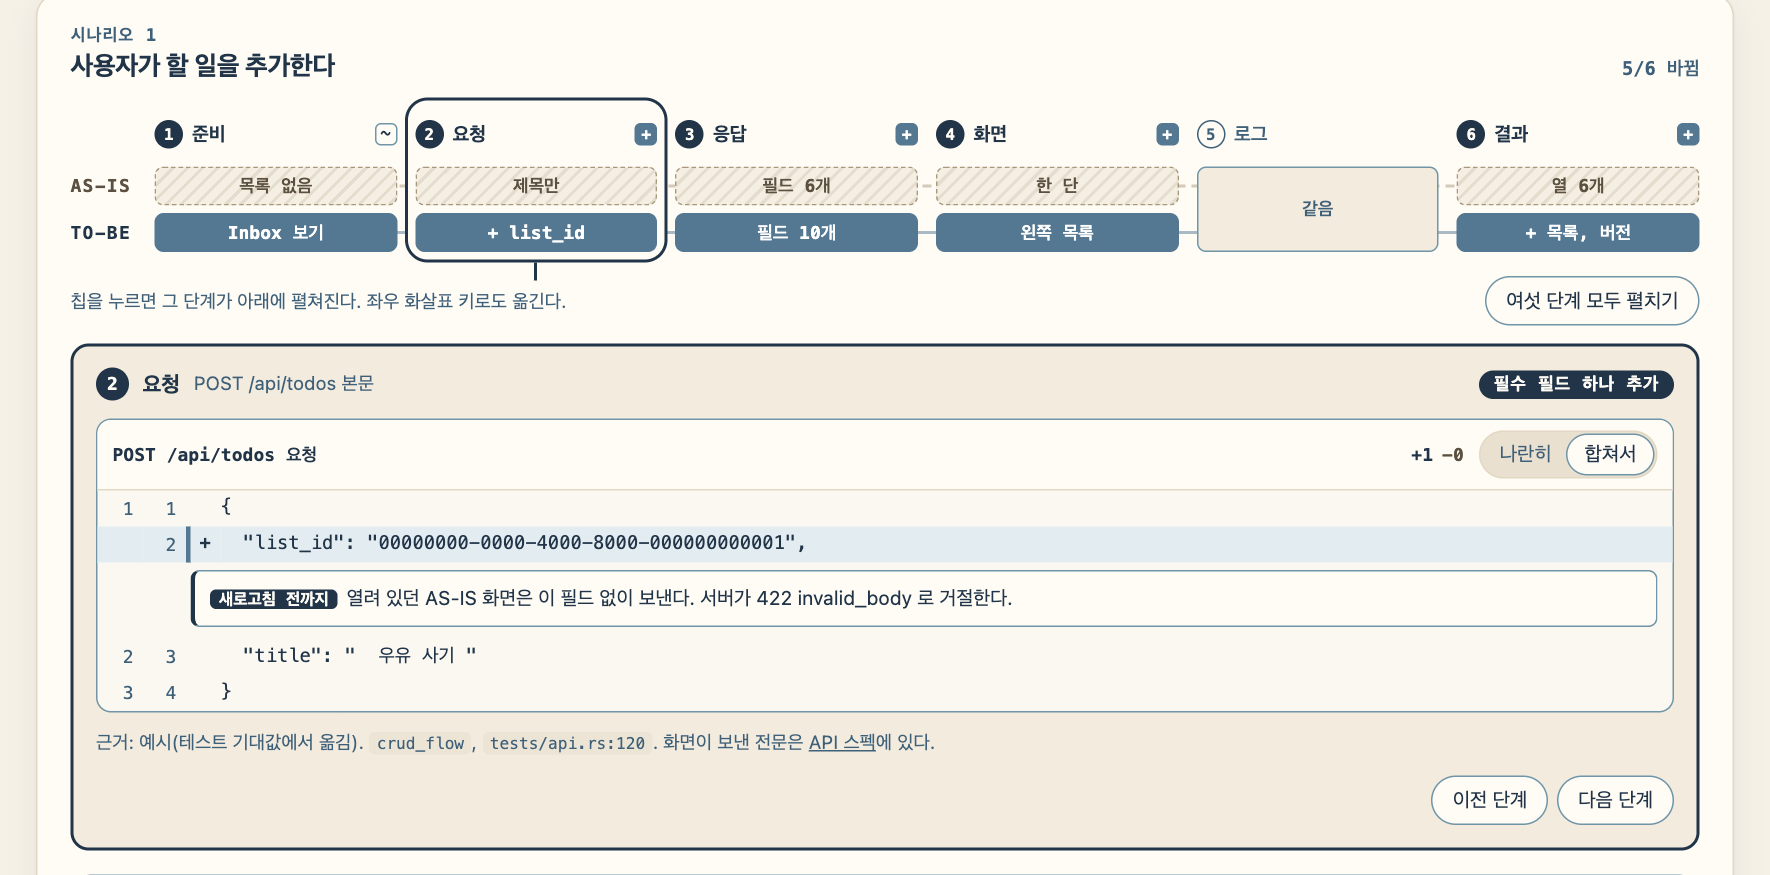 시나리오 1
사용자가 할 일을 추가한다
5/6 바뀜
1 준비 ~ 2 요청 + 3 응답 + 4 화면 + 5 로그 6 결과 +
AS-IS 목록 없음 제목만 필드 6개 한 단 같음 열 6개
TO-BE Inbox 보기 + list_id 필드 10개 왼쪽 목록 + 목록, 버전
칩을 누르면 그 단계가 아래에 펼쳐진다. 좌우 화살표 키로도 옮긴다.
여섯 단계 모두 펼치기
2 요청 POST /api/todos 본문 필수 필드 하나 추가
POST /api/todos 요청 +1 -0 나란히 합쳐서
1 1 {
2 + "list_id": "00000000-0000-4000-8000-000000000001",
새로고침 전까지 열려 있던 AS-IS 화면은 이 필드 없이 보낸다. 서버가 422 invalid_body 로 거절한다.
2 3 "title": "  우유 사기 "
3 4 }
근거: 예시(테스트 기대값에서 옮김). crud_flow, tests/api.rs:120. 화면이 보낸 전문은 API 스펙에 있다.
이전 단계 다음 단계